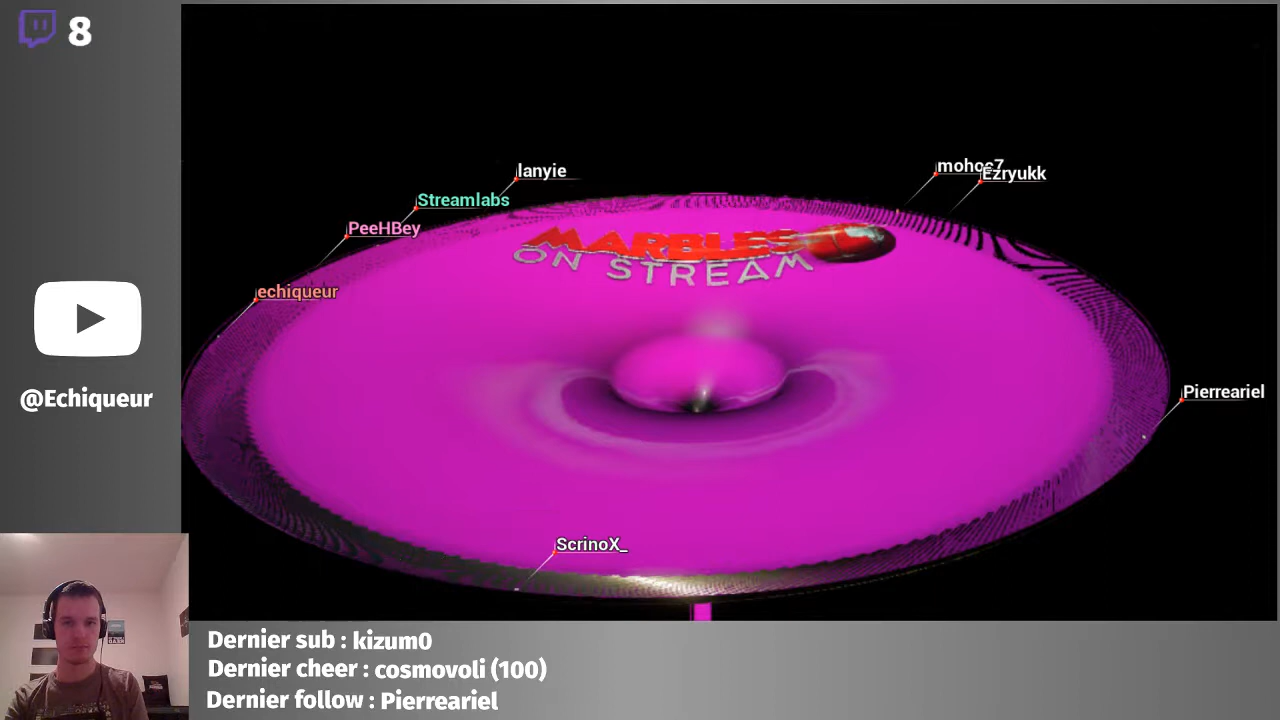 8
lanyie
mohoc7
Ezryukk
Streamlabs
PeeHBey
MARBLES
ON STREAM
echiqueur
Pierreariel
@Echiqueur
ScrinoX_
Dernier sub : kizum0
Dernier cheer : cosmovoli (100)
Dernier follow : Pierreariel